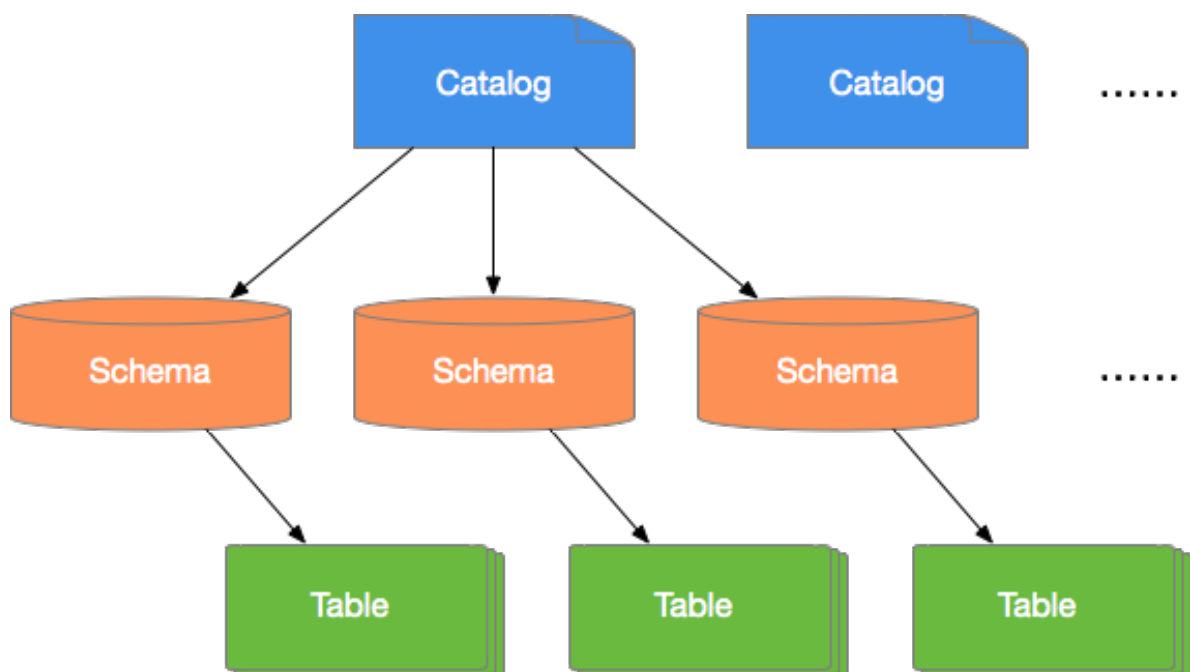 Catalog Catalog ......
Schema Schema Schema ......
Table Table Table